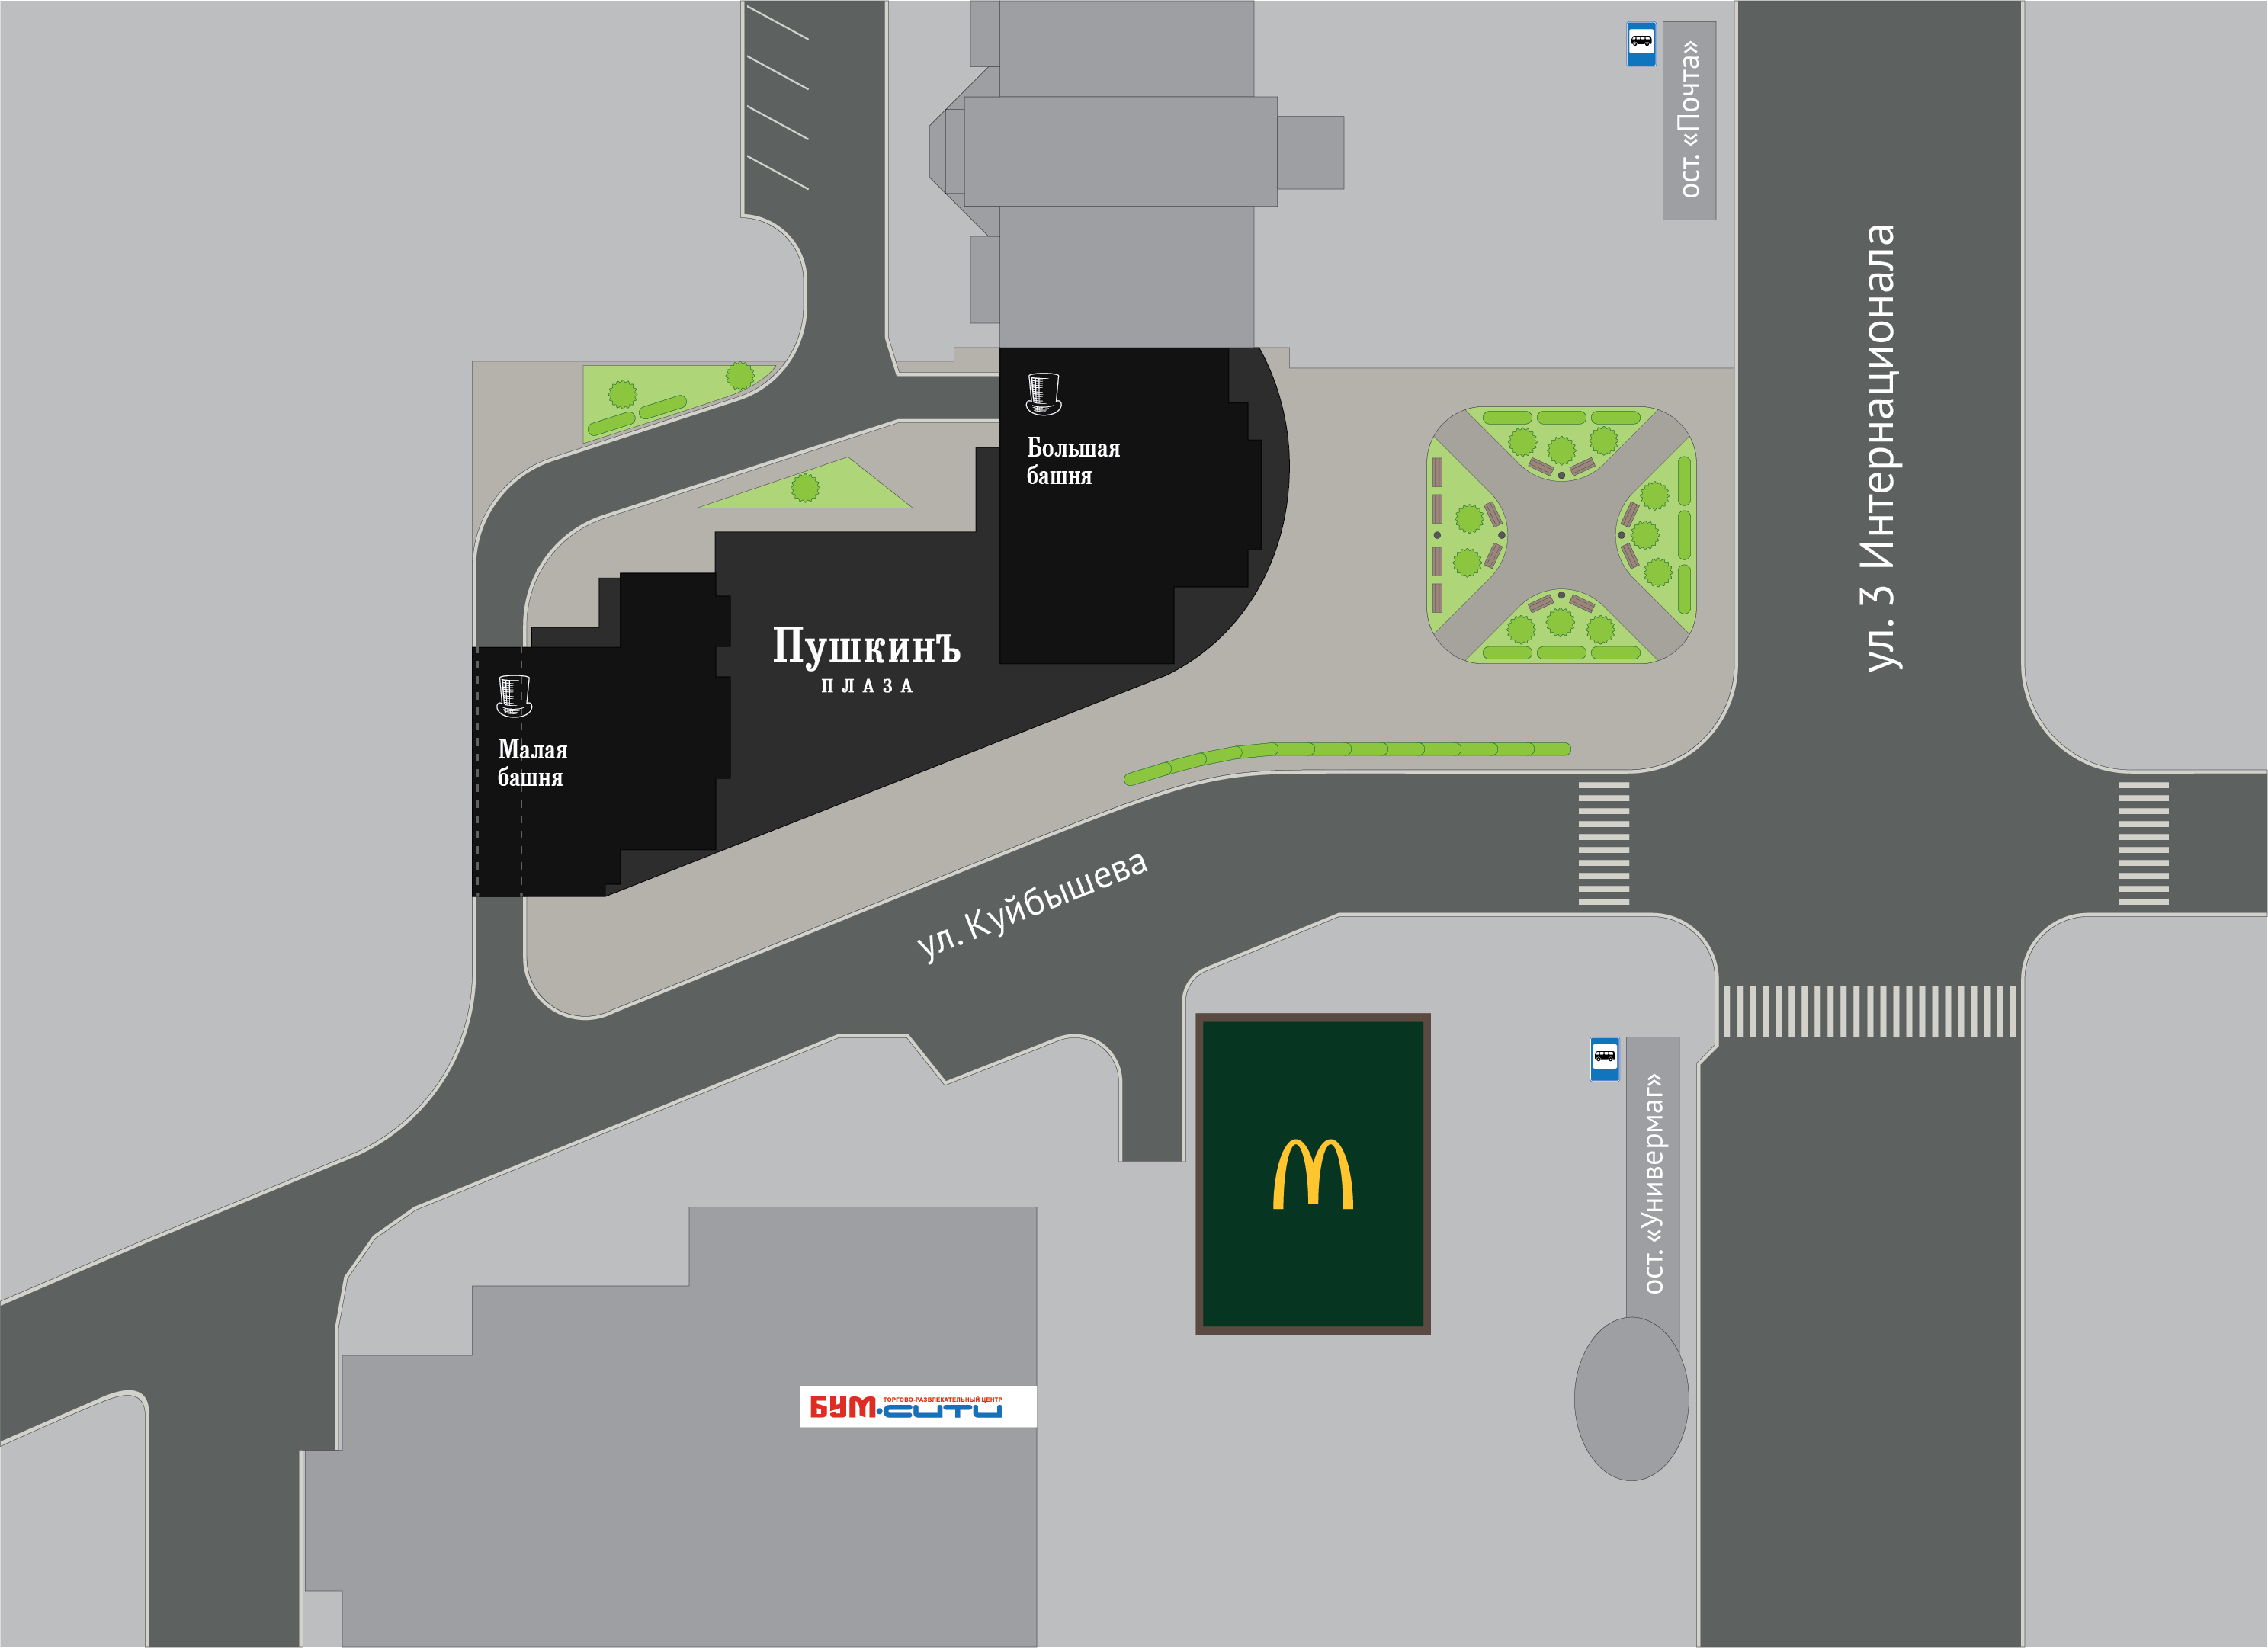 ост. «Почта»
ул. 3 Интернационала
Большая
башня
Пушкинъ
ПЛАЗА
Малая
башня
ул. Куйбышева
ост. «Универмаг»
ТОРГОВО-РАЗВЛЕКАТЕЛЬНЫЙ ЦЕНТР
БУМ·сити